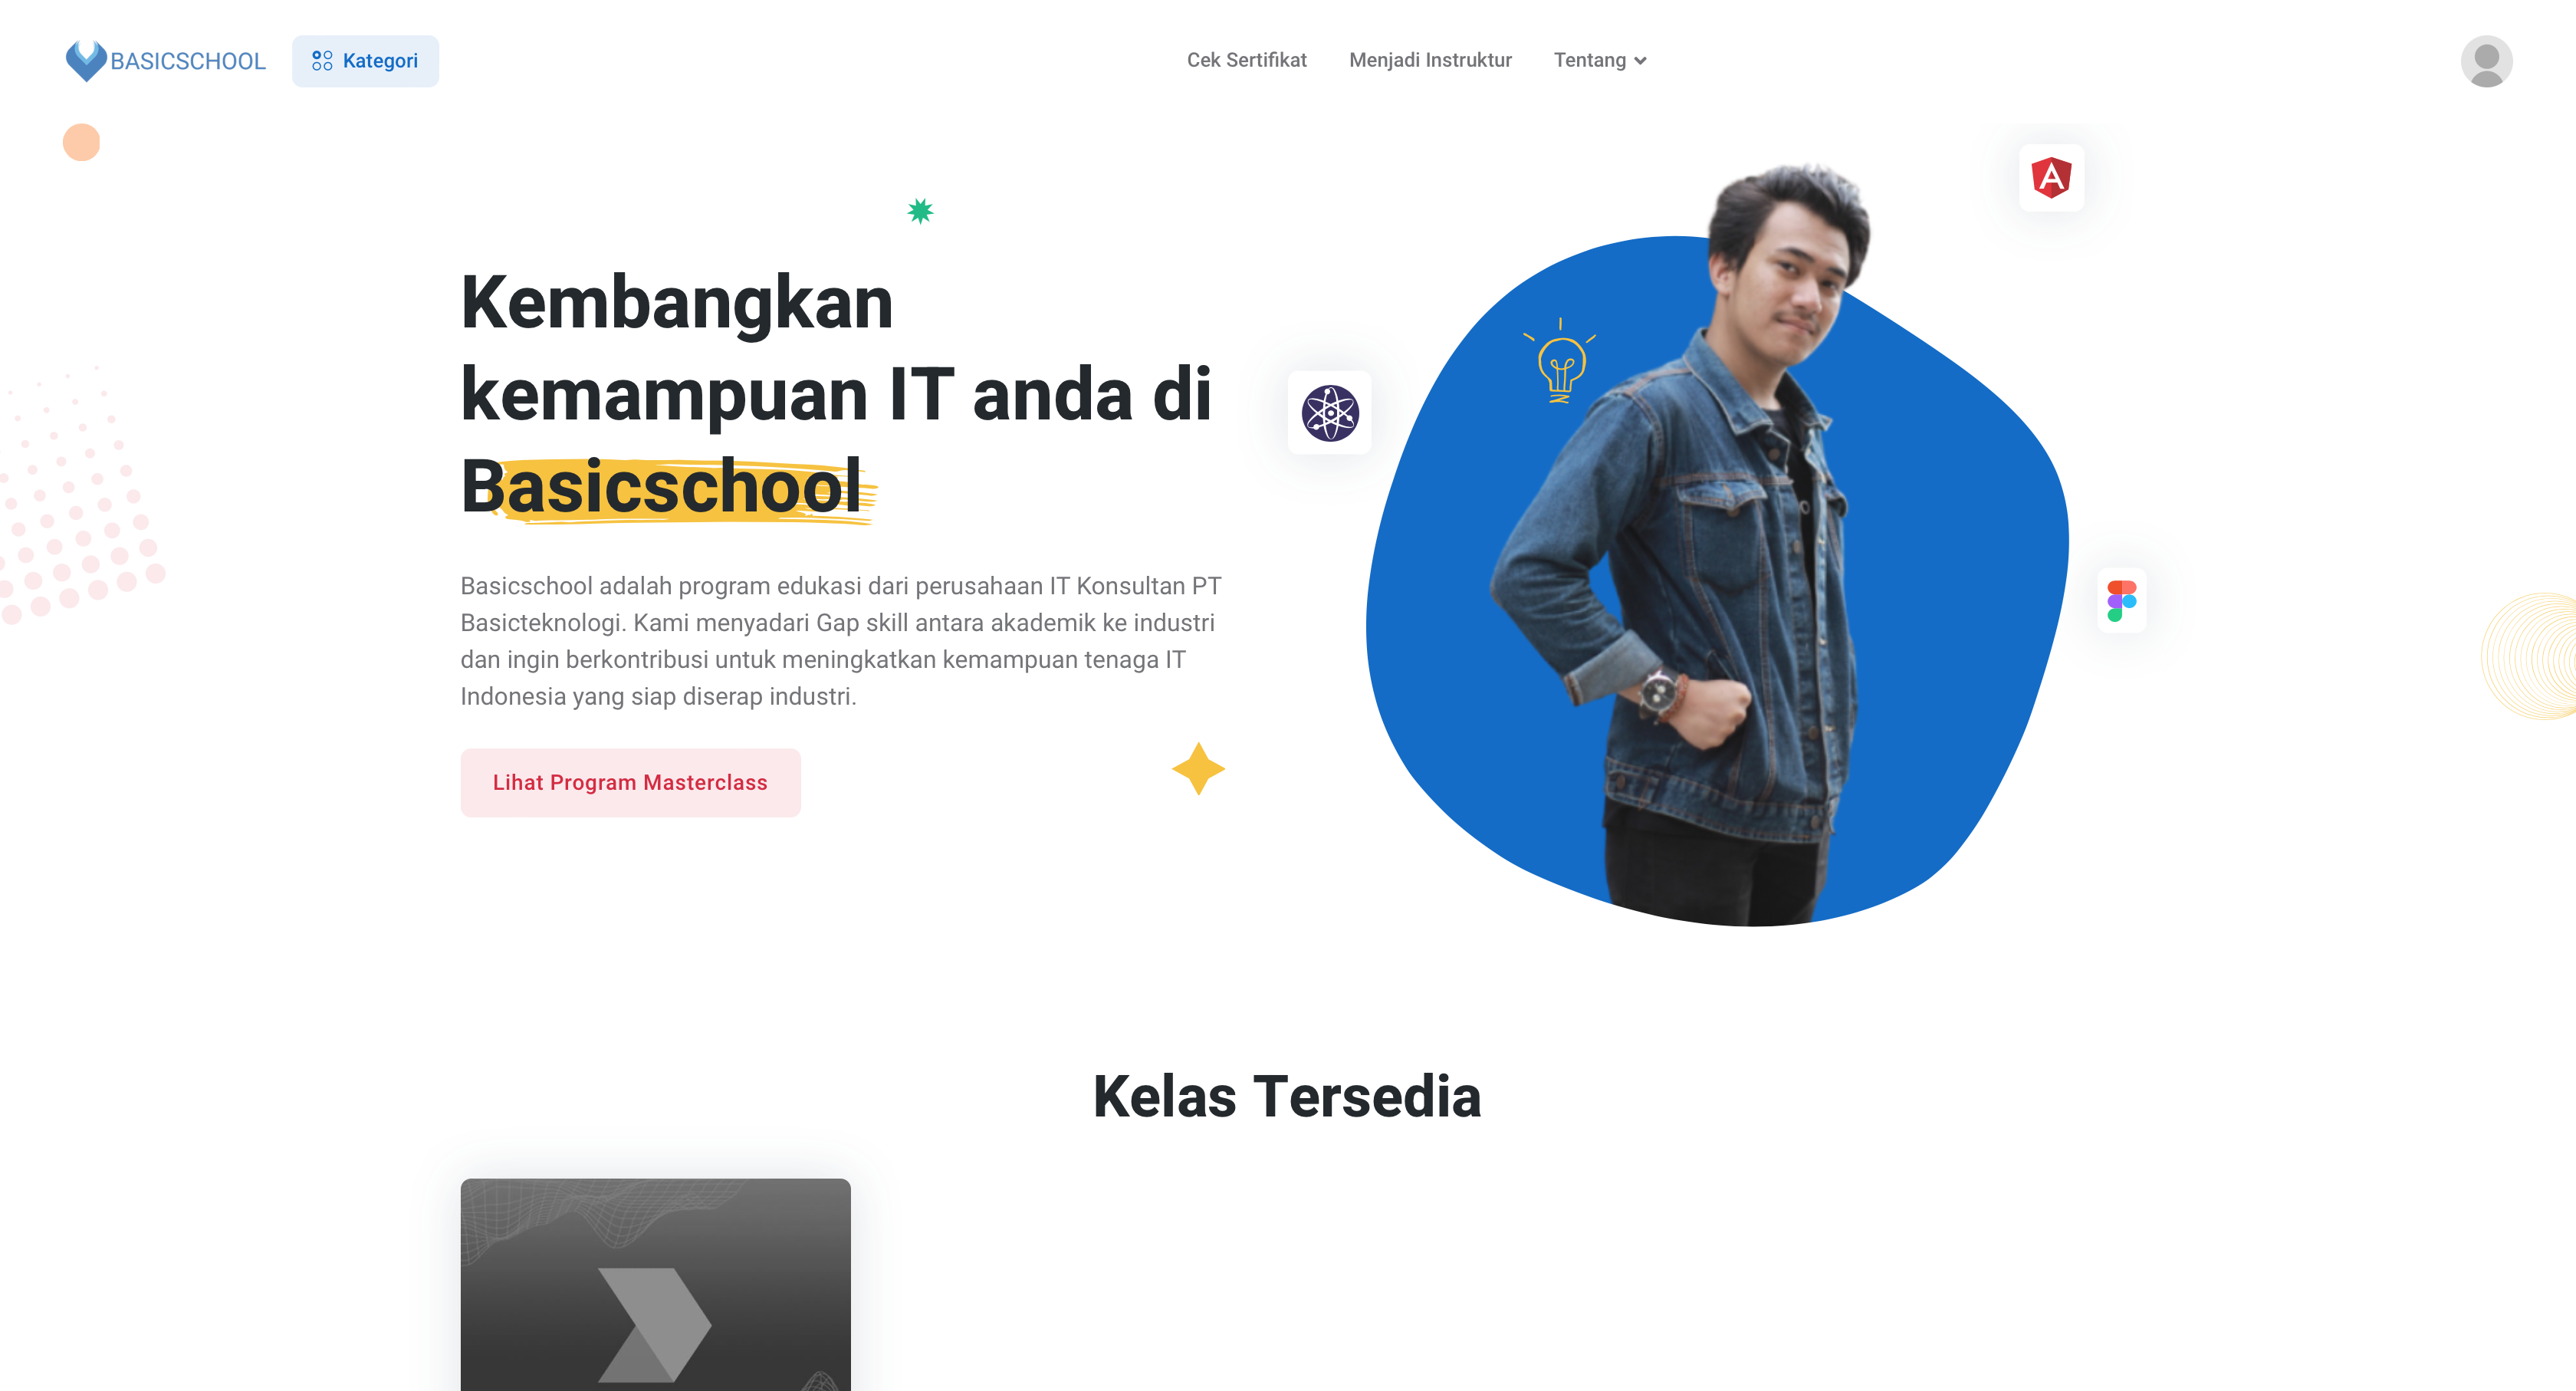 BASICSCHOOL
Kategori
Cek Sertifikat
Menjadi Instruktur
Tentang
Kembangkan
kemampuan IT anda di
Basicschool
Basicschool adalah program edukasi dari perusahaan IT Konsultan PT
Basicteknologi. Kami menyadari Gap skill antara akademik ke industri
dan ingin berkontribusi untuk meningkatkan kemampuan tenaga IT
Indonesia yang siap diserap industri.
Lihat Program Masterclass
Kelas Tersedia